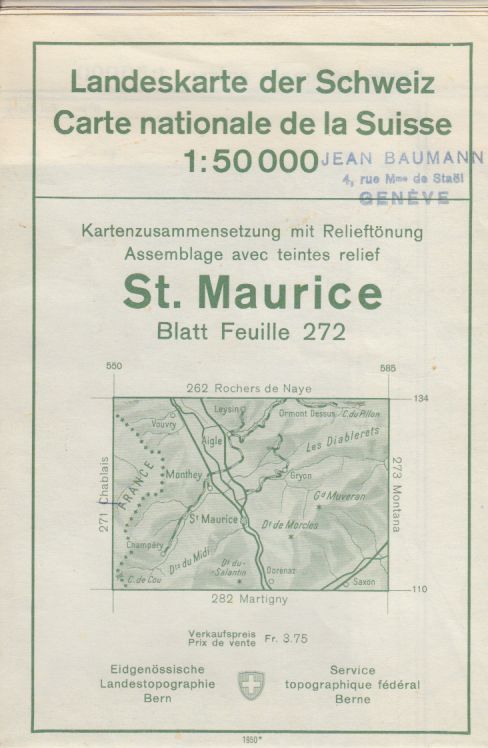 Landeskarte der Schweiz
Carte nationale de la Suisse
1:50 000
JEAN BAUMANN
4, rue Mme de Staël
GENÈVE
Kartenzusammensetzung mit Relieftönung
Assemblage avec teintes relief
St. Maurice
Blatt Feuille 272
550
585
262 Rochers de Naye
134
Leysin
Ormont Dessus
C. du Pillon
Vouvry
Aigle
Les Diablerets
Monthey
Gryon
FRANCE
271 Chablais
273 Montana
Gd Muveran
St Maurice
Dt de Morcles
Champéry
Dts du Midi
Dt du-
Salantin
Dorénaz
C. de Cou
Saxon
110
282 Martigny
Verkaufspreis
Prix de vente
Fr. 3.75
Eidgenössische
Landestopographie
Bern
Service
topographique fédéral
Berne
1950*